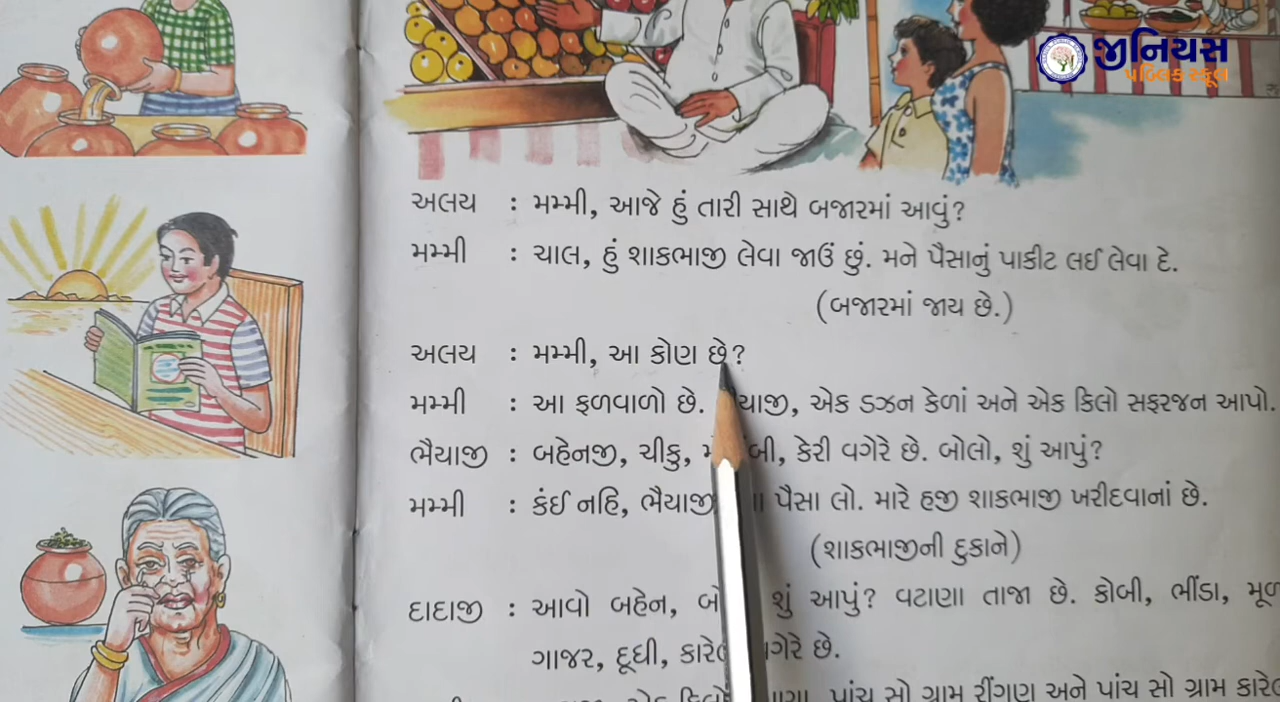 જીનિયસ
પબ્લિક સ્કૂલ
અલય : મમ્મી, આજે હું તારી સાથે બજારમાં આવું?
મમ્મી : ચાલ, હું શાકભાજી લેવા જાઉં છું. મને પૈસાનું પાકીટ લઈ લેવા દે.
(બજારમાં જાય છે.)
અલય : મમ્મી, આ કોણ છે?
મમ્મી : આ ફળવાળો છે. એક ડઝન કેળાં અને એક કિલો સફરજન આપો.
ભૈયાજી : બહેનજી, ચીકુ, કેરી વગેરે છે. બોલો, શું આપું?
મમ્મી : કંઈ નહિ, ભૈયાજી પૈસા લો. મારે હજી શાકભાજી ખરીદવાનાં છે.
(શાકભાજીની દુકાને)
દાદાજી : આવો બહેન, શું આપું? વટાણા તાજા છે. કોબી, ભીંડા,
ગાજર, દૂધી, વગેરે છે.
પાંચ સો ગ્રામ રીંગણ અને પાંચ સો ગ્રામ